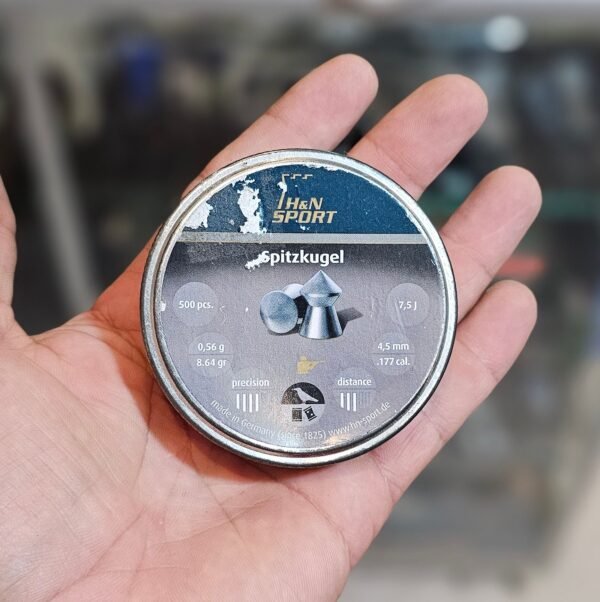 H&N
SPORT
Spitzkugel
500 pcs.
7,5 J
0,56 g
8.64 gr
4,5 mm
.177 cal.
precision
distance
made in Germany (since 1825) www.hn-sport.de